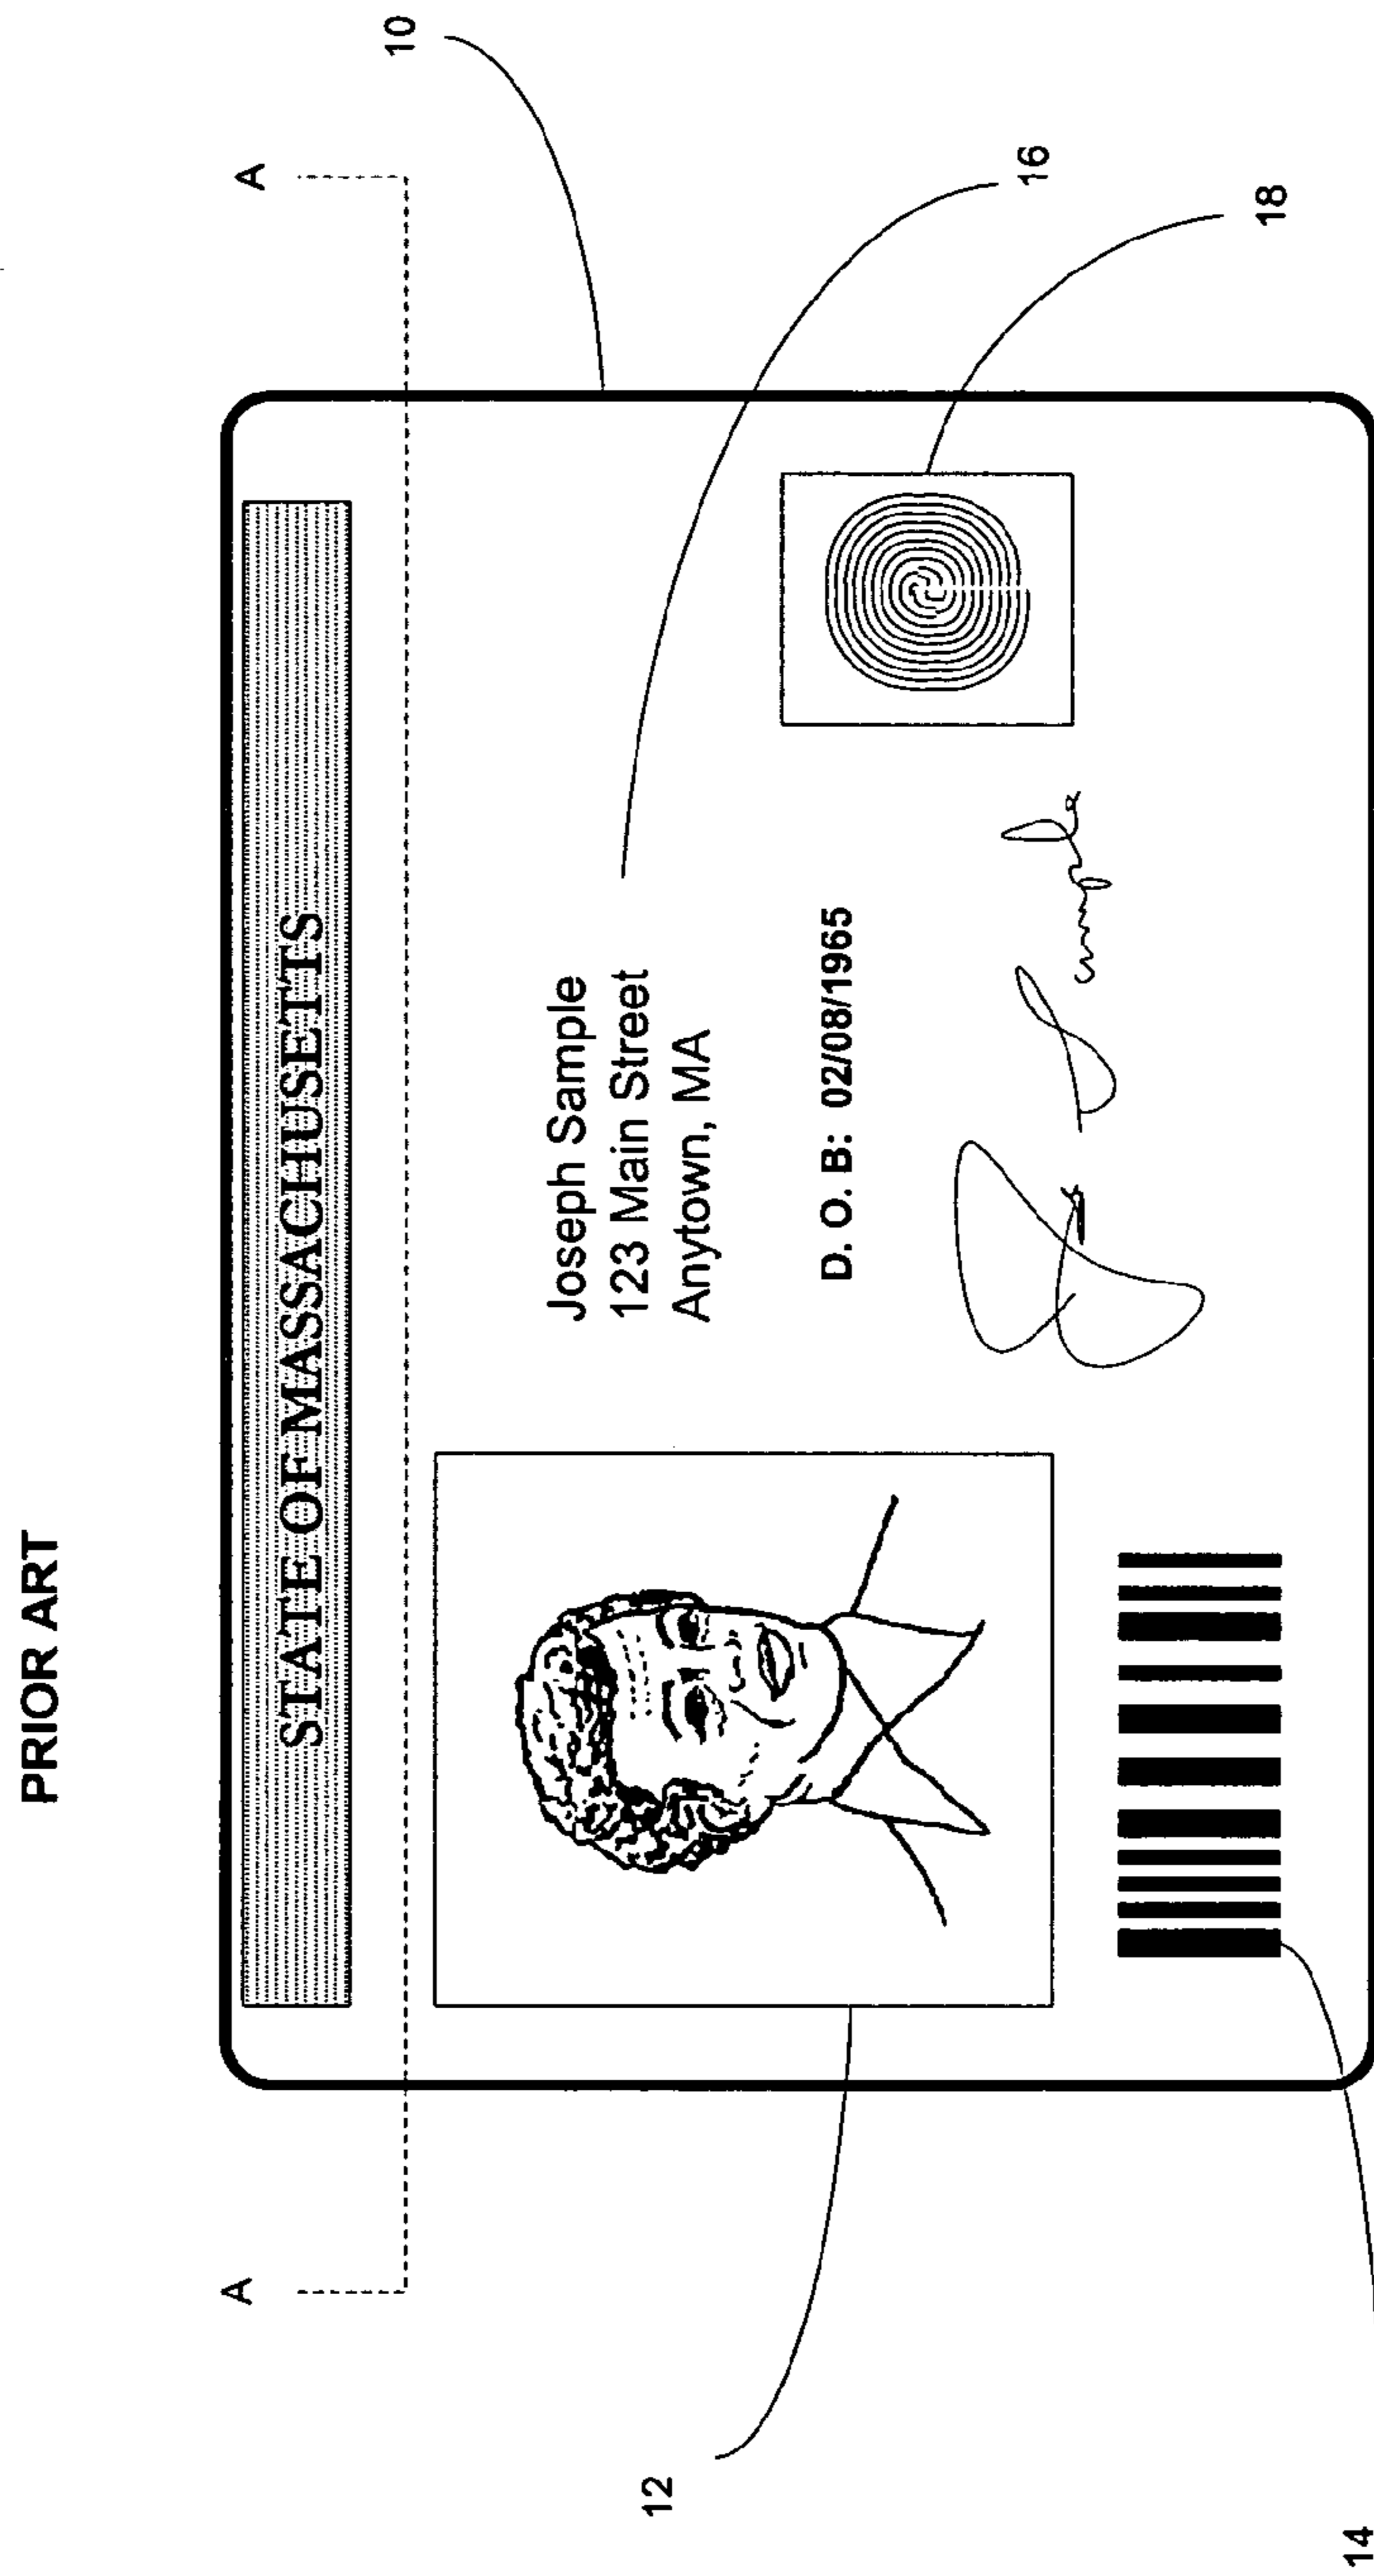 PRIOR ART
A
A
10
STATE OF MASSACHUSETTS
Joseph Sample
123 Main Street
Anytown, MA
16
D. O. B: 02/08/1965
18
12
14